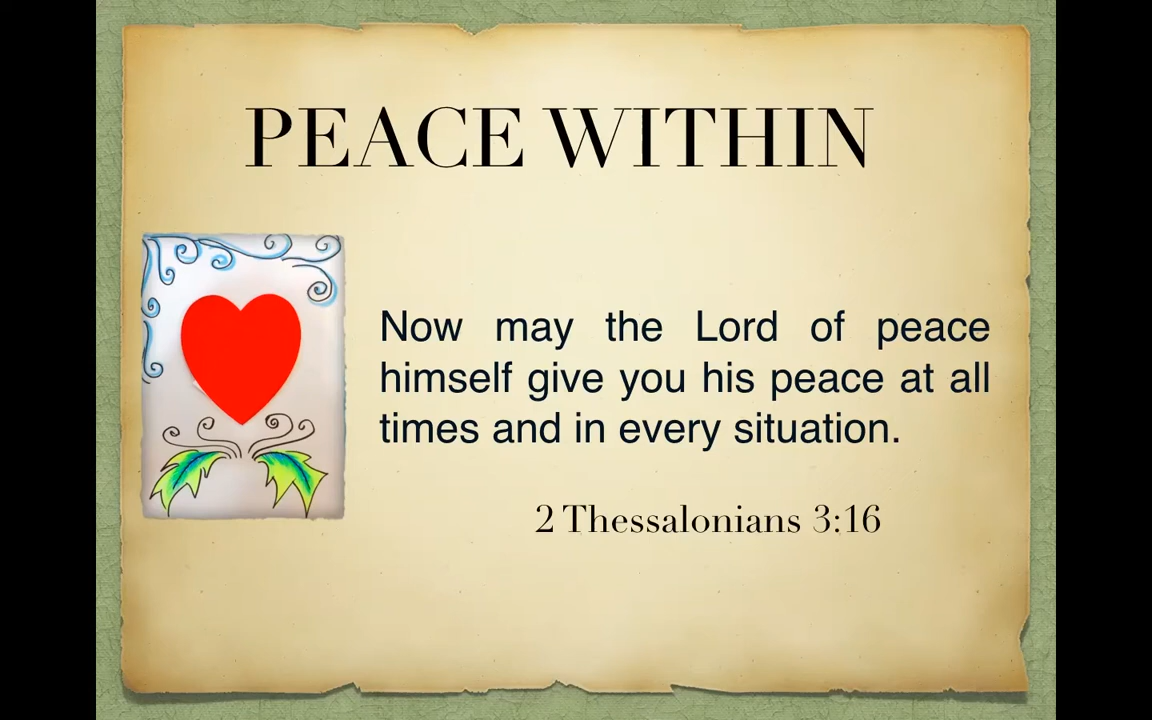 PEACE WITHIN
Now may the Lord of peace
himself give you his peace at all
times and in every situation.
2 Thessalonians 3:16